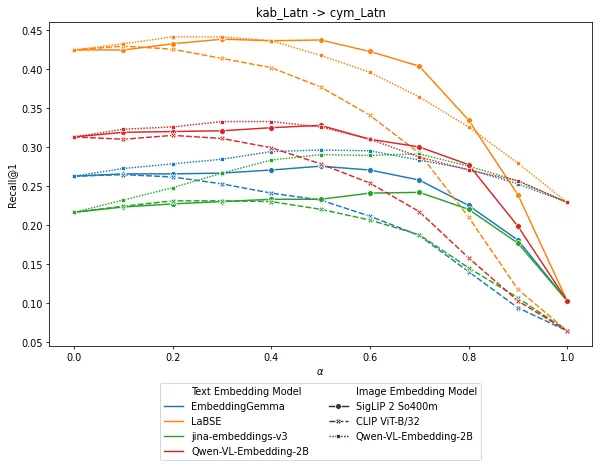 kab_Latn -> cym_Latn
0.45
0.40
0.35
0.30
0.25
0.20
0.15
0.10
0.05
Recall@1
0.0 0.2 0.4 0.6 0.8 1.0
α
Text Embedding Model
EmbeddingGemma
LaBSE
jina-embeddings-v3
Qwen-VL-Embedding-2B
Image Embedding Model
SigLIP 2 So400m
CLIP ViT-B/32
Qwen-VL-Embedding-2B